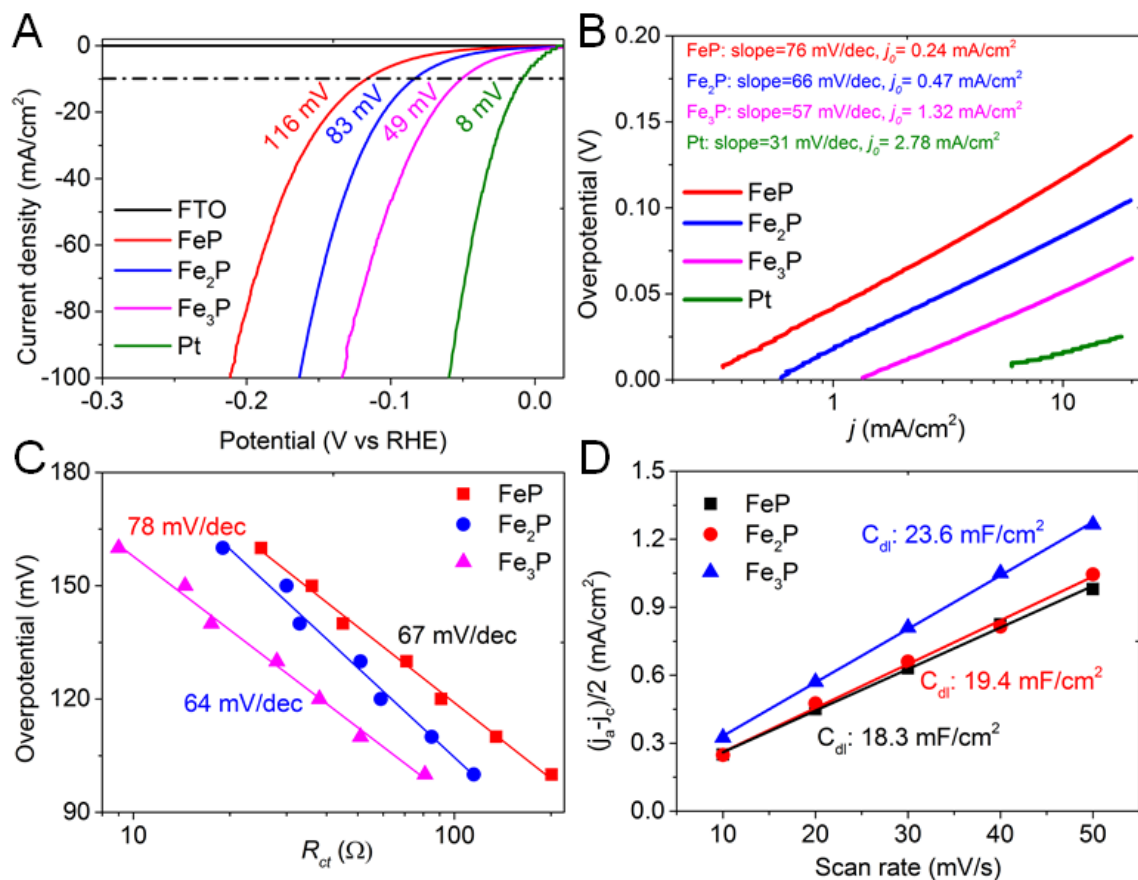 A
0
-20
-40
-60
-80
-100
Current density (mA/cm²)
116 mV
83 mV
49 mV
8 mV
FTO
FeP
Fe₂P
Fe₃P
Pt
-0.3
-0.2
-0.1
0.0
Potential (V vs RHE)
B
0.20
0.15
0.10
0.05
0.00
Overpotential (V)
FeP: slope=76 mV/dec, j₀= 0.24 mA/cm²
Fe₂P: slope=66 mV/dec, j₀= 0.47 mA/cm²
Fe₃P: slope=57 mV/dec, j₀= 1.32 mA/cm²
Pt: slope=31 mV/dec, j₀= 2.78 mA/cm²
FeP
Fe₂P
Fe₃P
Pt
1
10
j (mA/cm²)
C
180
150
120
90
Overpotential (mV)
FeP
Fe₂P
Fe₃P
78 mV/dec
67 mV/dec
64 mV/dec
10
100
R_ct (Ω)
D
1.5
1.2
0.9
0.6
0.3
0.0
(j_a-j_c)/2 (mA/cm²)
FeP
Fe₂P
Fe₃P
C_dl: 23.6 mF/cm²
C_dl: 19.4 mF/cm²
C_dl: 18.3 mF/cm²
10
20
30
40
50
Scan rate (mV/s)